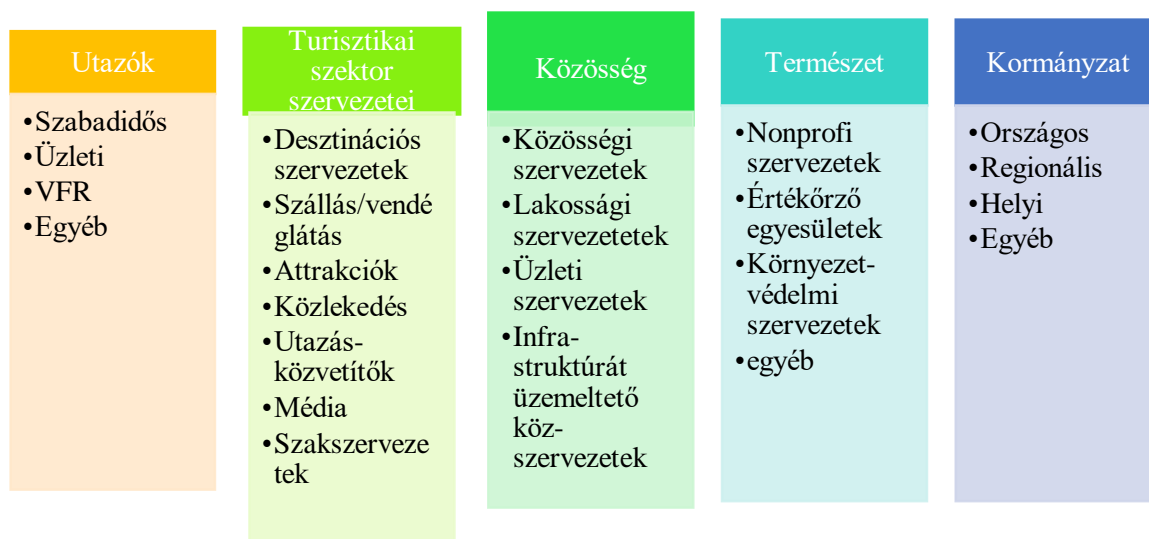 Utazók
•Szabadidős
•Üzleti
•VFR
•Egyéb
Turisztikai
szektor
szervezetei
•Desztinációs
szervezetek
•Szállás/vendé
glátás
•Attrakciók
•Közlekedés
•Utazás-
közvetítők
•Média
•Szakszerveze
tek
Közösség
•Közösségi
szervezetek
•Lakossági
szervezetetek
•Üzleti
szervezetek
•Infra-
struktúrát
üzemeltető
köz-
szervezetek
Természet
•Nonprofi
szervezetek
•Értékőrző
egyesületek
•Környezet-
védelmi
szervezetek
•egyéb
Kormányzat
•Országos
•Regionális
•Helyi
•Egyéb